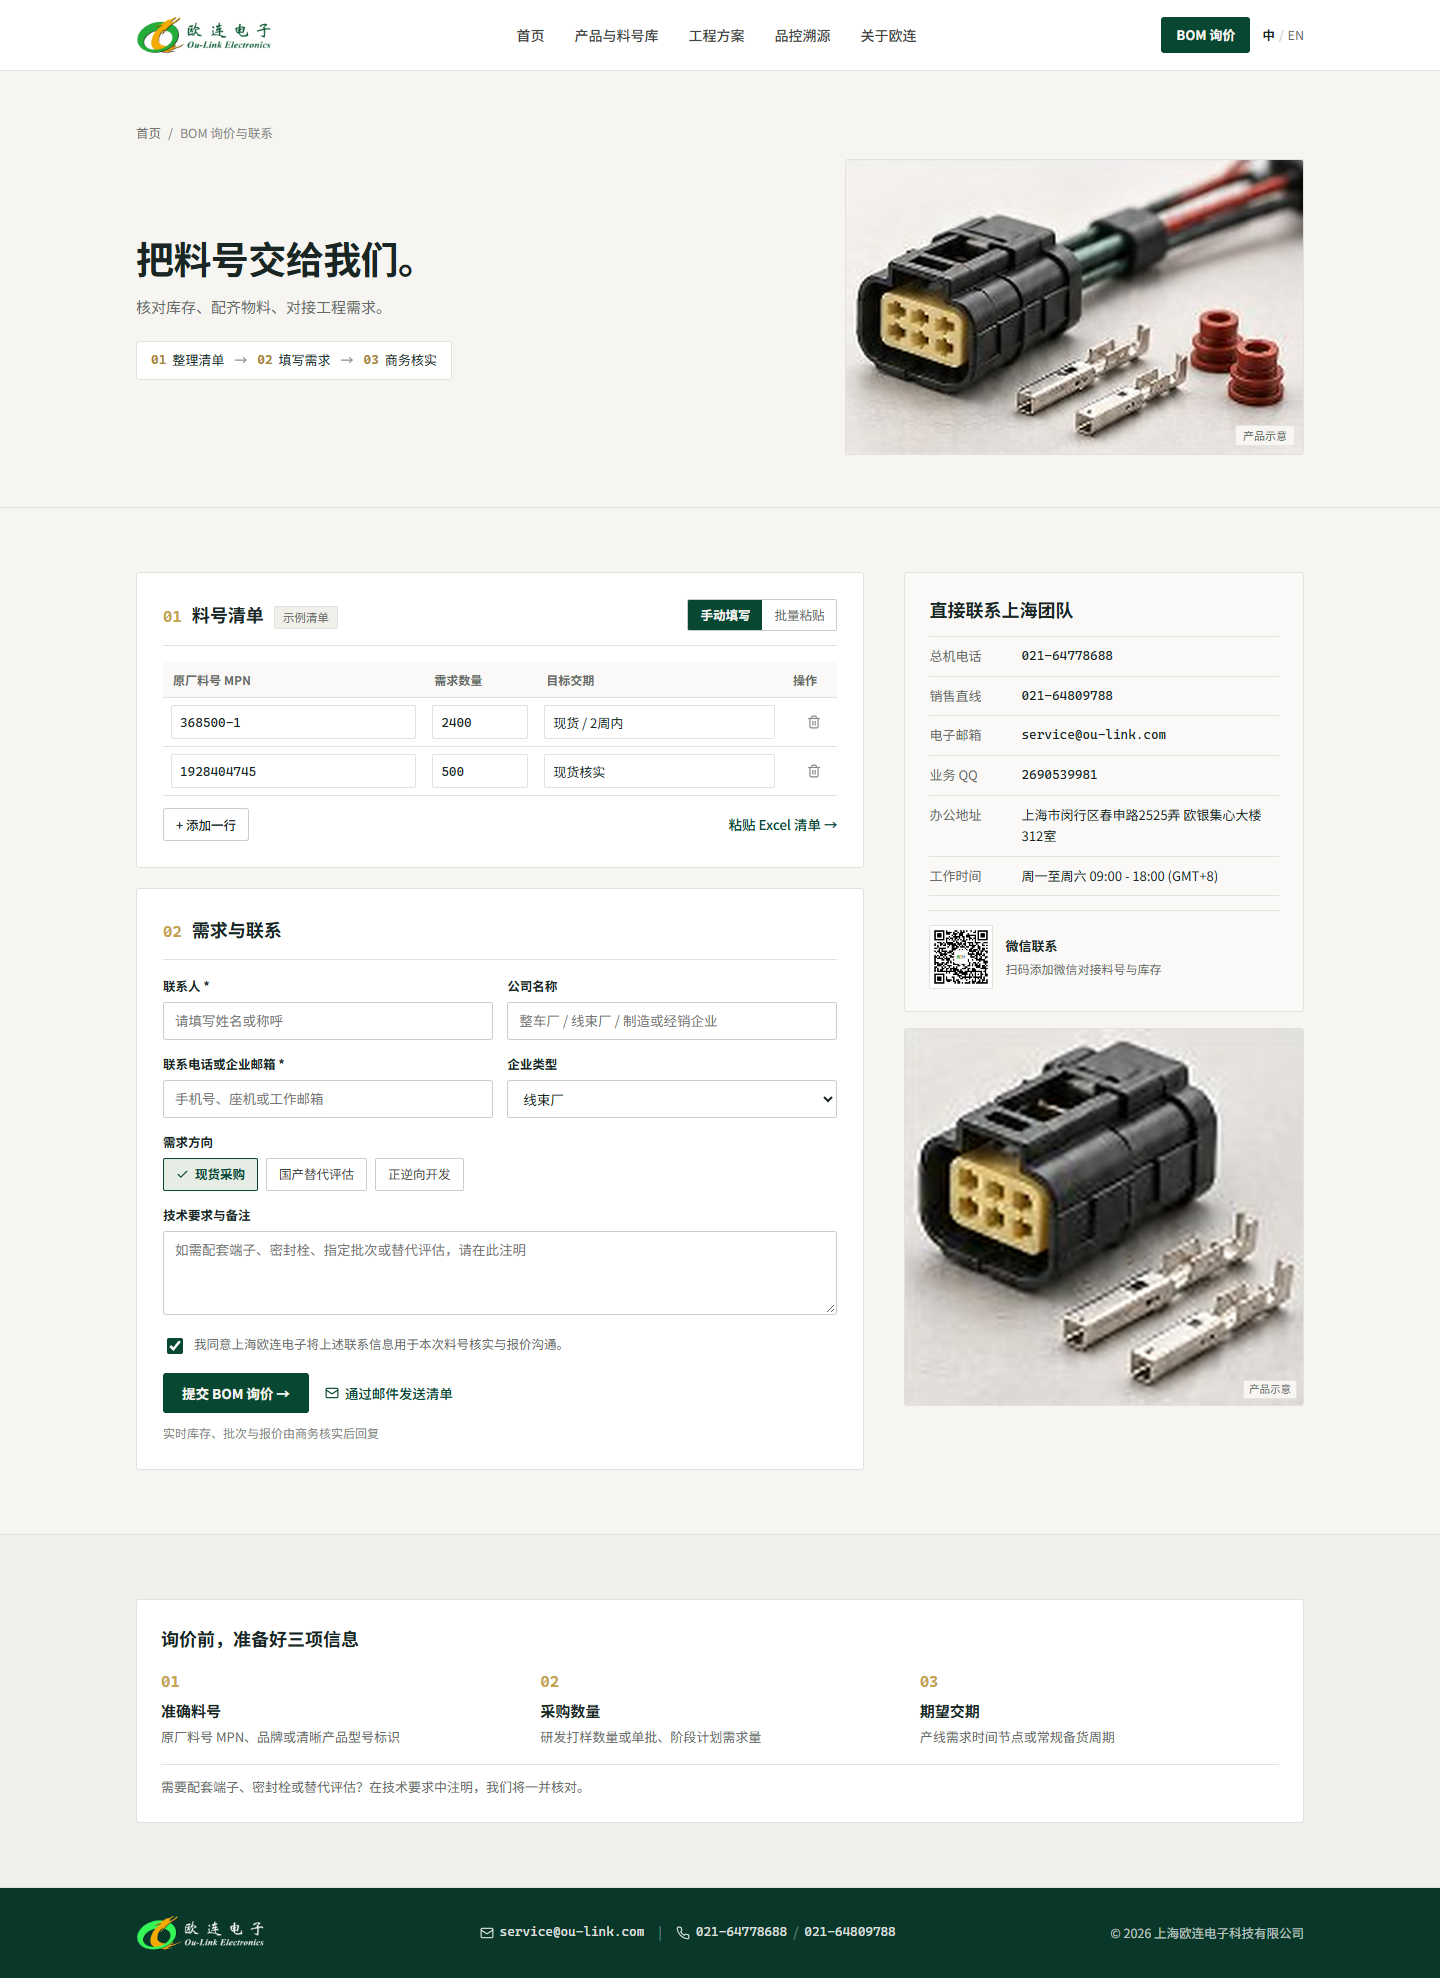 欧连电子
Ou-Link Electronics
首页
产品与料号库
工程方案
品控溯源
关于欧连
BOM 询价
中 / EN
首页 / BOM 询价与联系
把料号交给我们。
核对库存、配齐物料、对接工程需求。
01 整理清单 → 02 填写需求 → 03 商务核实
产品示意
01 料号清单 示例清单
手动填写 批量粘贴
原厂料号 MPN 需求数量 目标交期 操作
368500-1 2400 现货 / 2周内
1928404745 500 现货核实
+ 添加一行
粘贴 Excel 清单 →
02 需求与联系
联系人 * 公司名称
请填写姓名或称呼 整车厂 / 线束厂 / 制造或经销企业
联系电话或企业邮箱 * 企业类型
手机号、座机或工作邮箱 线束厂
需求方向
现货采购 国产替代评估 正逆向开发
技术要求与备注
如需配套端子、密封栓、指定批次或替代评估，请在此注明
我同意上海欧连电子将上述联系信息用于本次料号核实与报价沟通。
提交 BOM 询价 → 通过邮件发送清单
实时库存、批次与报价由商务核实后回复
直接联系上海团队
总机电话 021-64778688
销售直线 021-64809788
电子邮箱 service@ou-link.com
业务 QQ 2690539981
办公地址 上海市闵行区春申路2525弄 欧银集心大楼
312室
工作时间 周一至周六 09:00 - 18:00 (GMT+8)
微信联系
扫码添加微信对接料号与库存
产品示意
询价前，准备好三项信息
01
准确料号
原厂料号 MPN、品牌或清晰产品型号标识
02
采购数量
研发打样数量或单批、阶段计划需求量
03
期望交期
产线需求时间节点或常规备货周期
需要配套端子、密封栓或替代评估？在技术要求中注明，我们将一并核对。
欧连电子
Ou-Link Electronics
service@ou-link.com | 021-64778688 / 021-64809788
© 2026 上海欧连电子科技有限公司